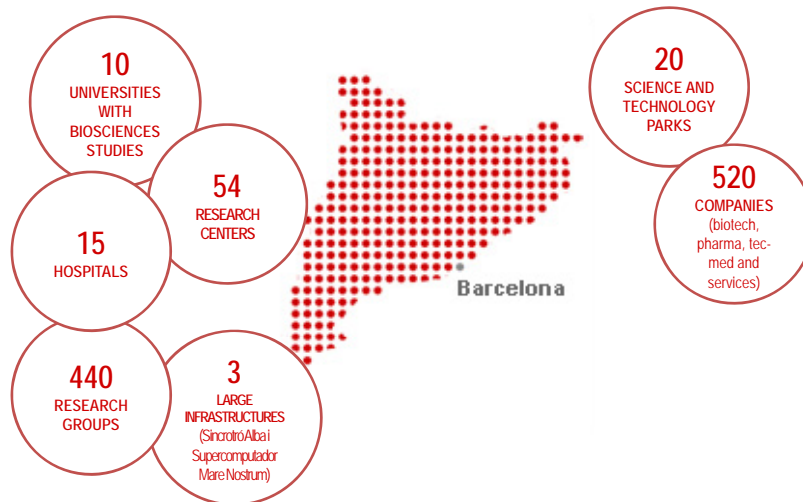 10
UNIVERSITIES
WITH
BIOSCIENCES
STUDIES
54
RESEARCH
CENTERS
15
HOSPITALS
440
RESEARCH
GROUPS
3
LARGE
INFRASTRUCTURES
(Sincrotró Alba i
Supercomputador
Mare Nostrum)
Barcelona
20
SCIENCE AND
TECHNOLOGY
PARKS
520
COMPANIES
(biotech,
pharma, tec-
med and
services)